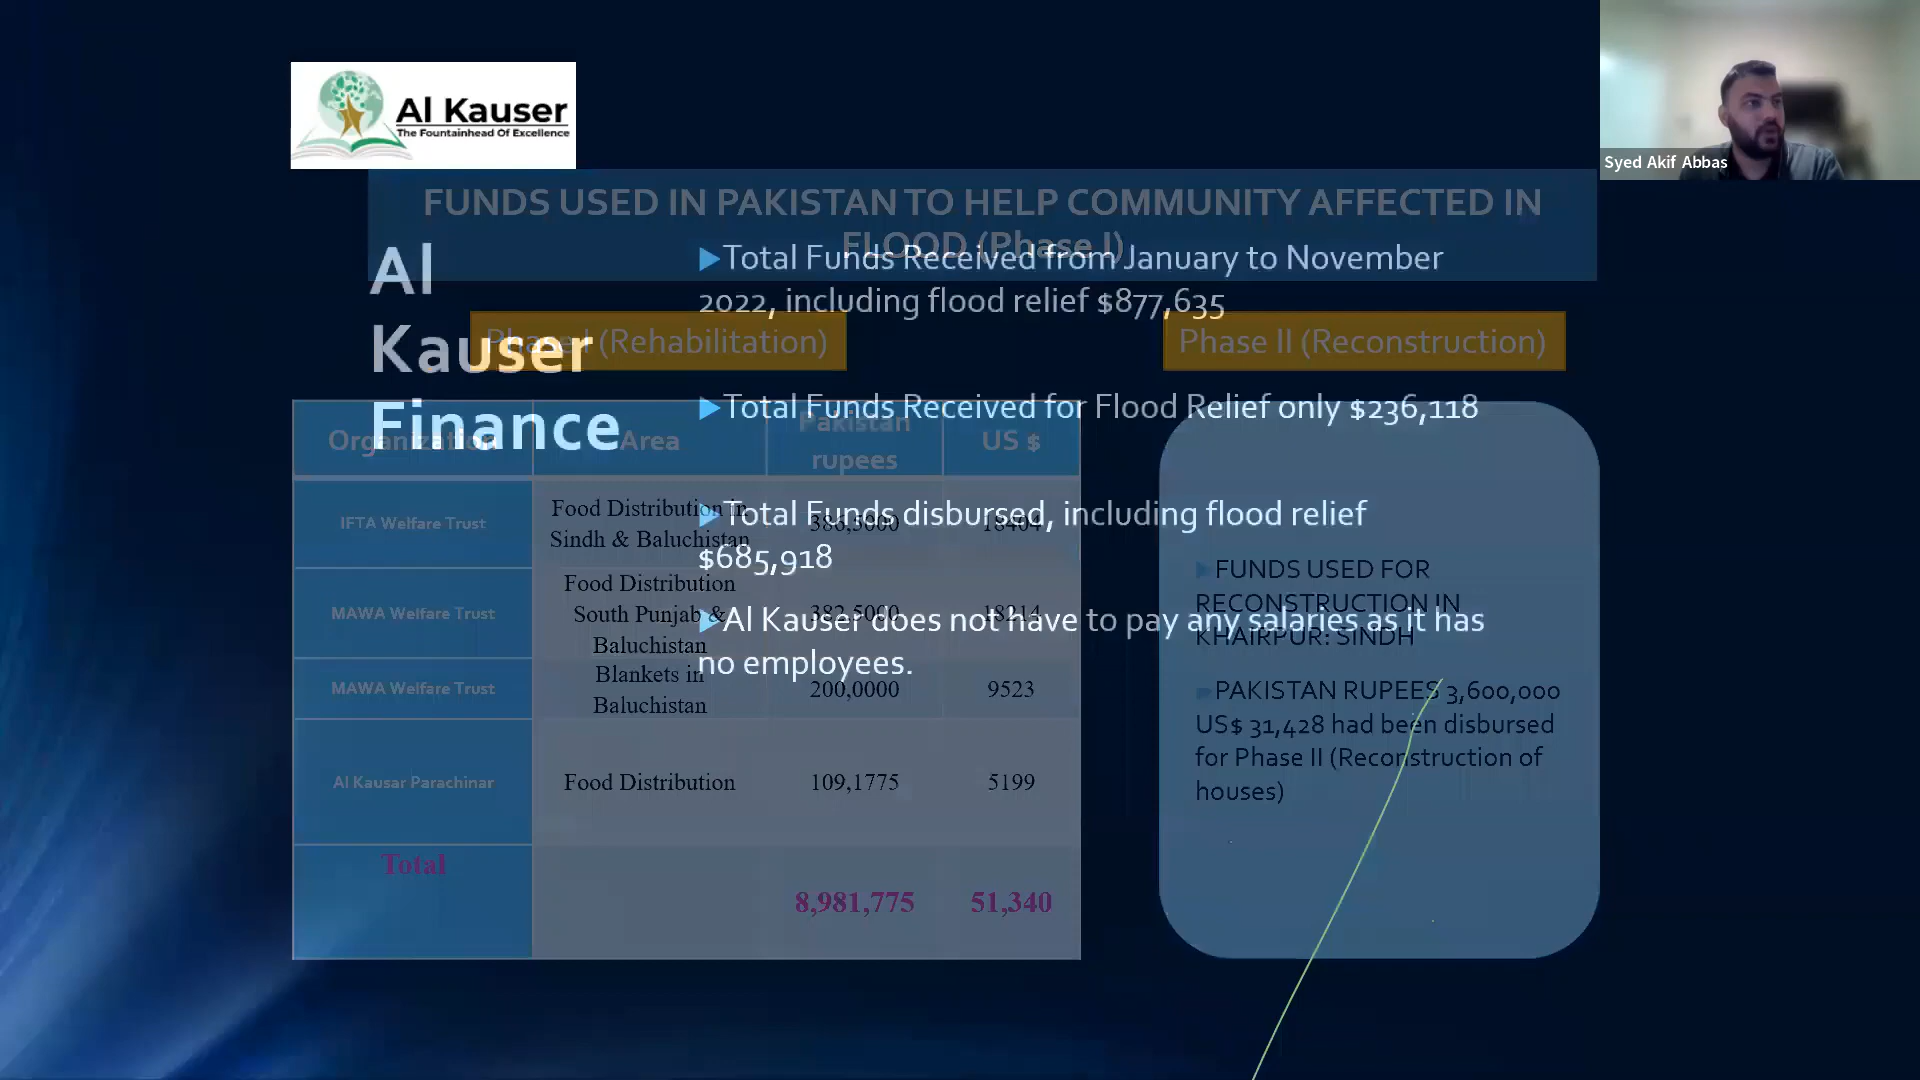 Al Kauser
The Fountainhead Of Excellence
Syed Akif Abbas
FUNDS USED IN PAKISTAN TO HELP COMMUNITY AFFECTED IN
FLOOD (Phase I)
Al
Kauser
Finance
▶Total Funds Received from January to November
2022, including flood relief $877,635
▶Total Funds Received for Flood Relief only $236,118
▶Total Funds disbursed, including flood relief
$685,918
▶Al Kauser does not have to pay any salaries as it has
no employees.
Phase I (Rehabilitation)
Phase II (Reconstruction)
Organization Area Pakistan rupees US $
IFTA Welfare Trust
Food Distribution in
Sindh & Baluchistan
386,5000 18404
MAWA Welfare Trust
Food Distribution
South Punjab &
Baluchistan
382,5000 18214
MAWA Welfare Trust
Blankets in
Baluchistan
200,0000 9523
Al Kausar Parachinar Food Distribution 109,1775 5199
Total
8,981,775 51,340
FUNDS USED FOR
RECONSTRUCTION IN
KHAIRPUR: SINDH
PAKISTAN RUPEES 3,600,000
US$ 31,428 had been disbursed
for Phase II (Reconstruction of
houses)